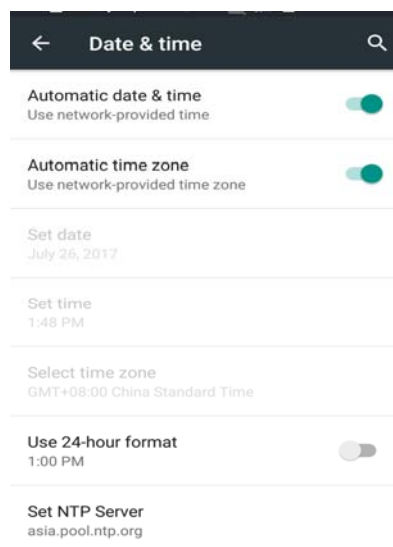 Date & time
Automatic date & time
Use network-provided time
Automatic time zone
Use network-provided time zone
Set date
July 26, 2017
Set time
1:48 PM
Select time zone
GMT+08:00 China Standard Time
Use 24-hour format
1:00 PM
Set NTP Server
asia.pool.ntp.org